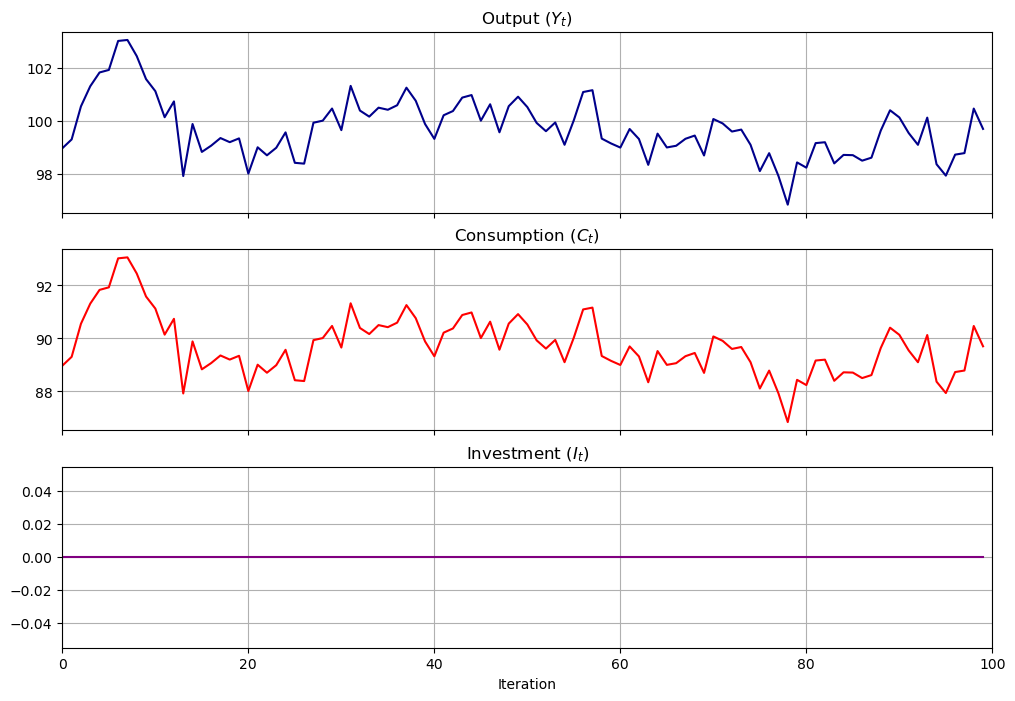 Output (Y_t)
102
100
98
Consumption (C_t)
92
90
88
Investment (I_t)
0.04
0.02
0.00
−0.02
−0.04
0 20 40 60 80 100
Iteration